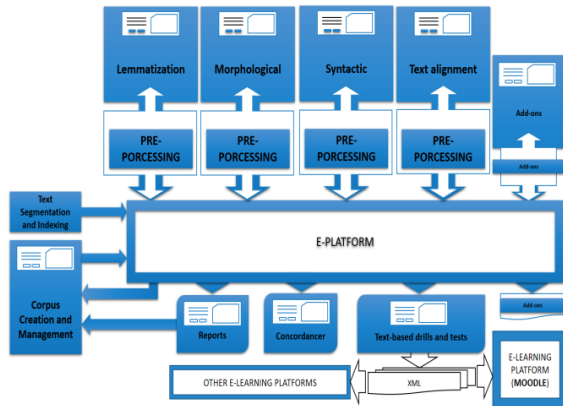 Lemmatization
Morphological
Syntactic
Text alignment
Add-ons
PRE-
PORCESSING
PRE-
PORCESSING
PRE-
PORCESSING
PRE-
PORCESSING
Add-ons
Text
Segmentation
and Indexing
E-PLATFORM
Corpus
Creation and
Management
Reports
Concordancer
Text-based drills and tests
Add-ons
OTHER E-LEARNING PLATFORMS
XML
E-LEARNING
PLATFORM
(MOODLE)